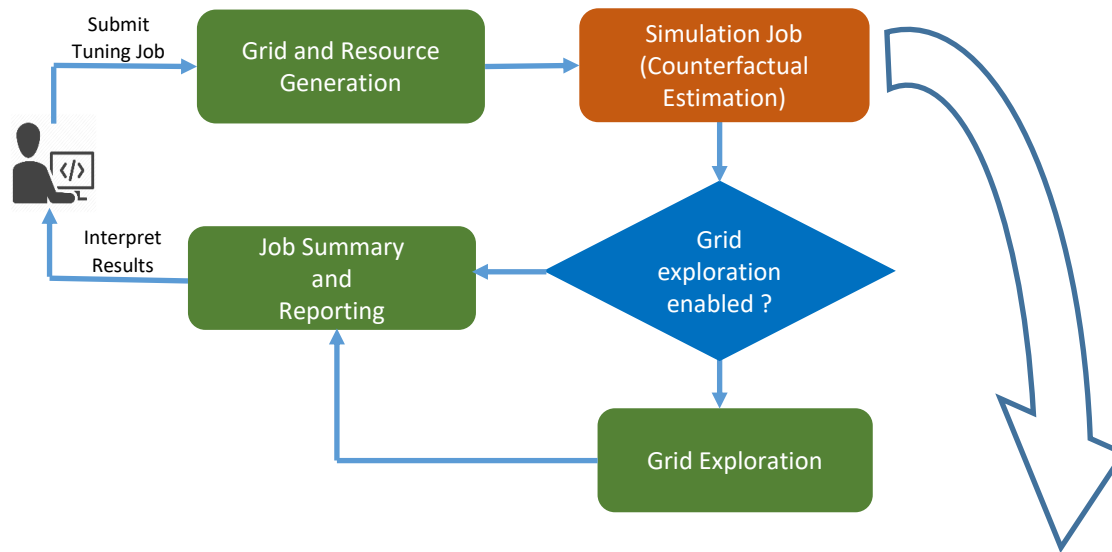 Submit
Tuning Job
Grid and Resource
Generation
Simulation Job
(Counterfactual
Estimation)
</>
Interpret
Results
Job Summary
and
Reporting
Grid
exploration
enabled ?
Grid Exploration